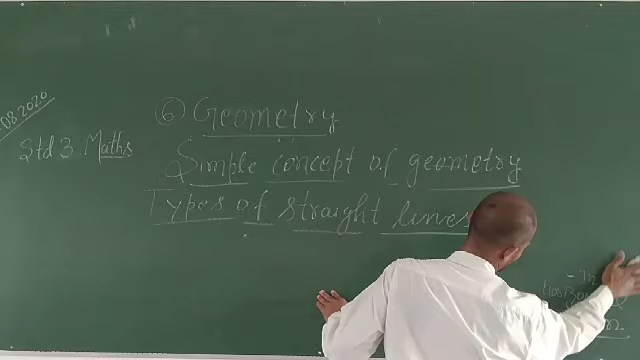 08.2020
Std 3 Maths
⑥ Geometry
Simple concept of geometry
Types of straight lines